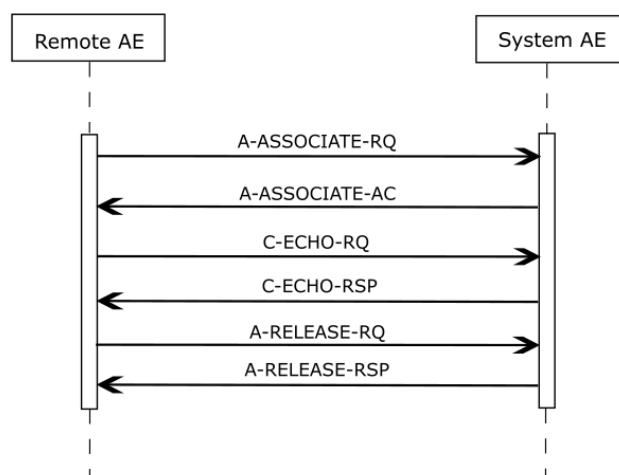 Remote AE
System AE
A-ASSOCIATE-RQ
A-ASSOCIATE-AC
C-ECHO-RQ
C-ECHO-RSP
A-RELEASE-RQ
A-RELEASE-RSP